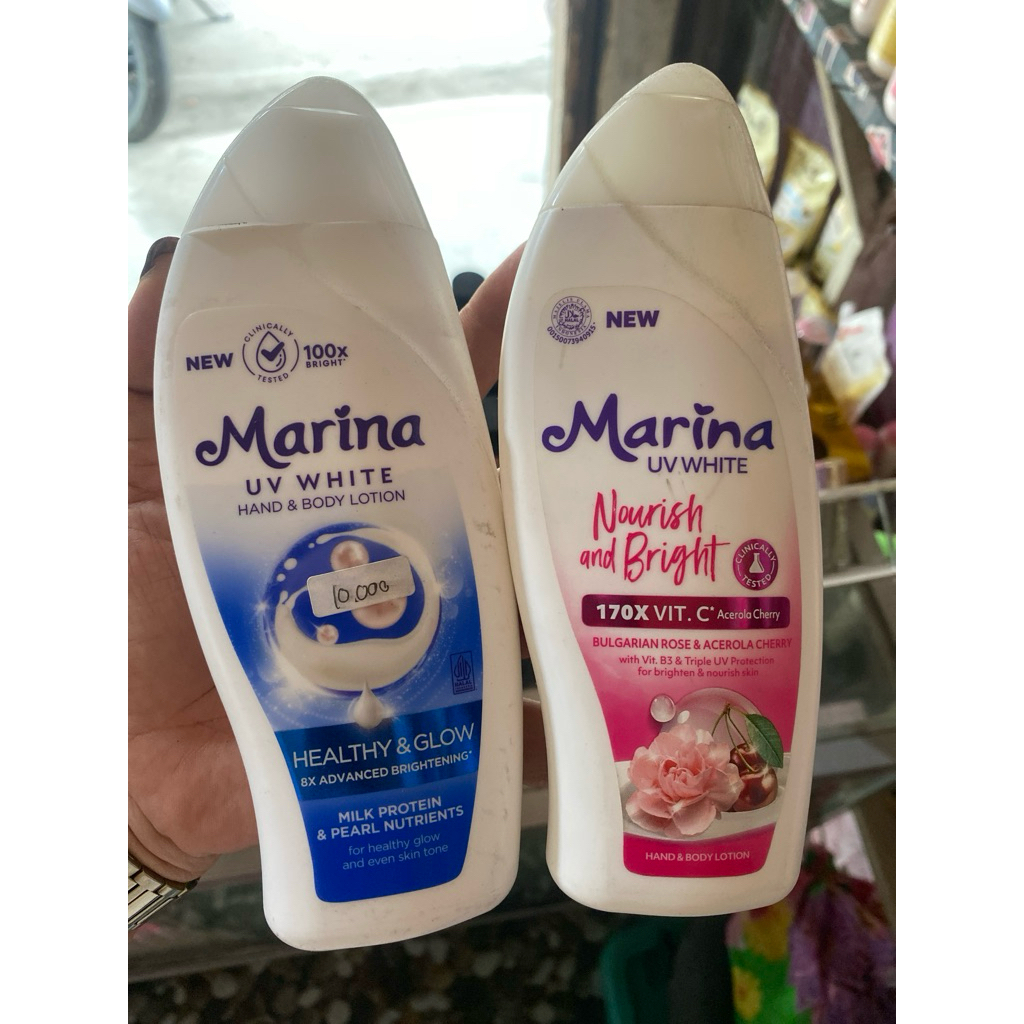 NEW
CLINICALLY
TESTED
100x
BRIGHT*
Marina
UV WHITE
HAND & BODY LOTION
10.000
HALAL
HEALTHY & GLOW
8X ADVANCED BRIGHTENING*
MILK PROTEIN
& PEARL NUTRIENTS
for healthy glow
and even skin tone
HALAL
00150073940915*
NEW
Marina
UV WHITE
Nourish
and Bright
CLINICALLY
TESTED
170X VIT. C* Acerola Cherry
BULGARIAN ROSE & ACEROLA CHERRY
with Vit. B3 & Triple UV Protection
for brighten & nourish skin
HAND & BODY LOTION